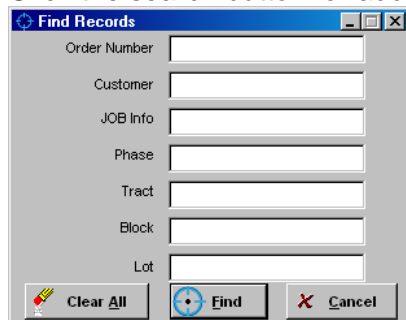 Find Records
Order Number
Customer
JOB Info
Phase
Tract
Block
Lot
Clear All
Find
Cancel